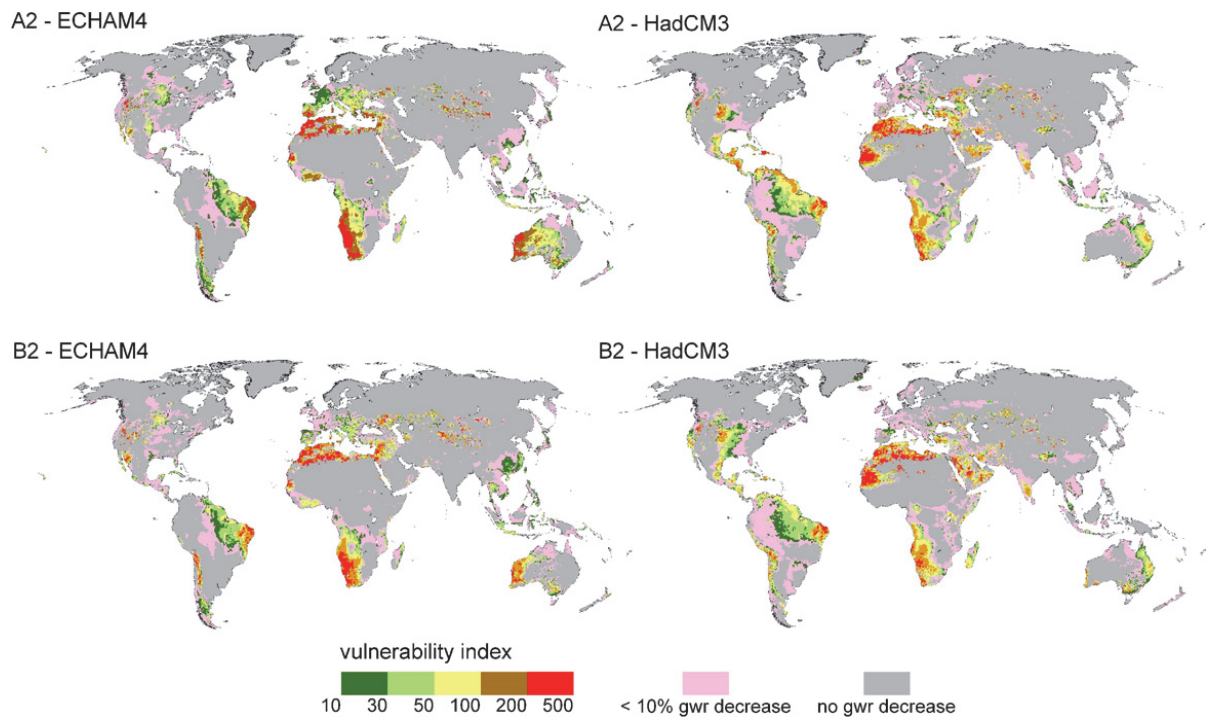 A2 - ECHAM4
A2 - HadCM3
B2 - ECHAM4
B2 - HadCM3
vulnerability index
10 30 50 100 200 500
< 10% gwr decrease
no gwr decrease